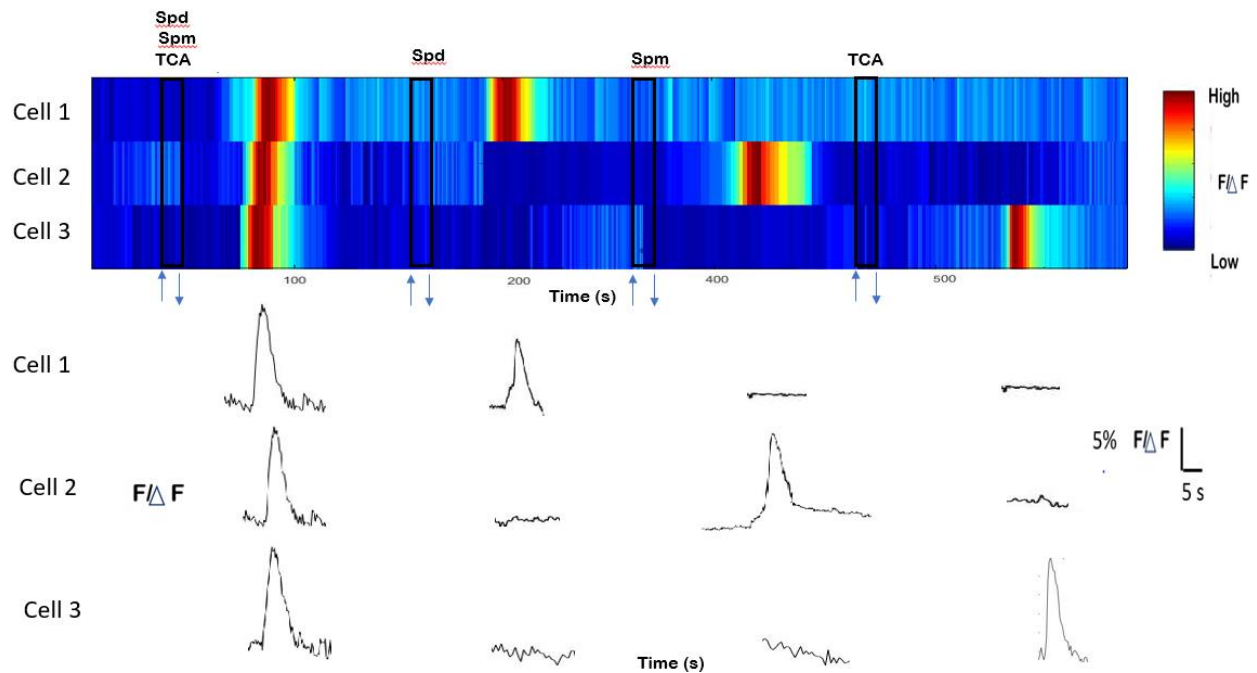 Spd
Spm
TCA
Spd
Spm
TCA
Cell 1
Cell 2
Cell 3
High
F/△ F
Low
100
200
400
500
Time (s)
Cell 1
Cell 2
Cell 3
F/△ F
5% F/△ F
5 s
Time (s)